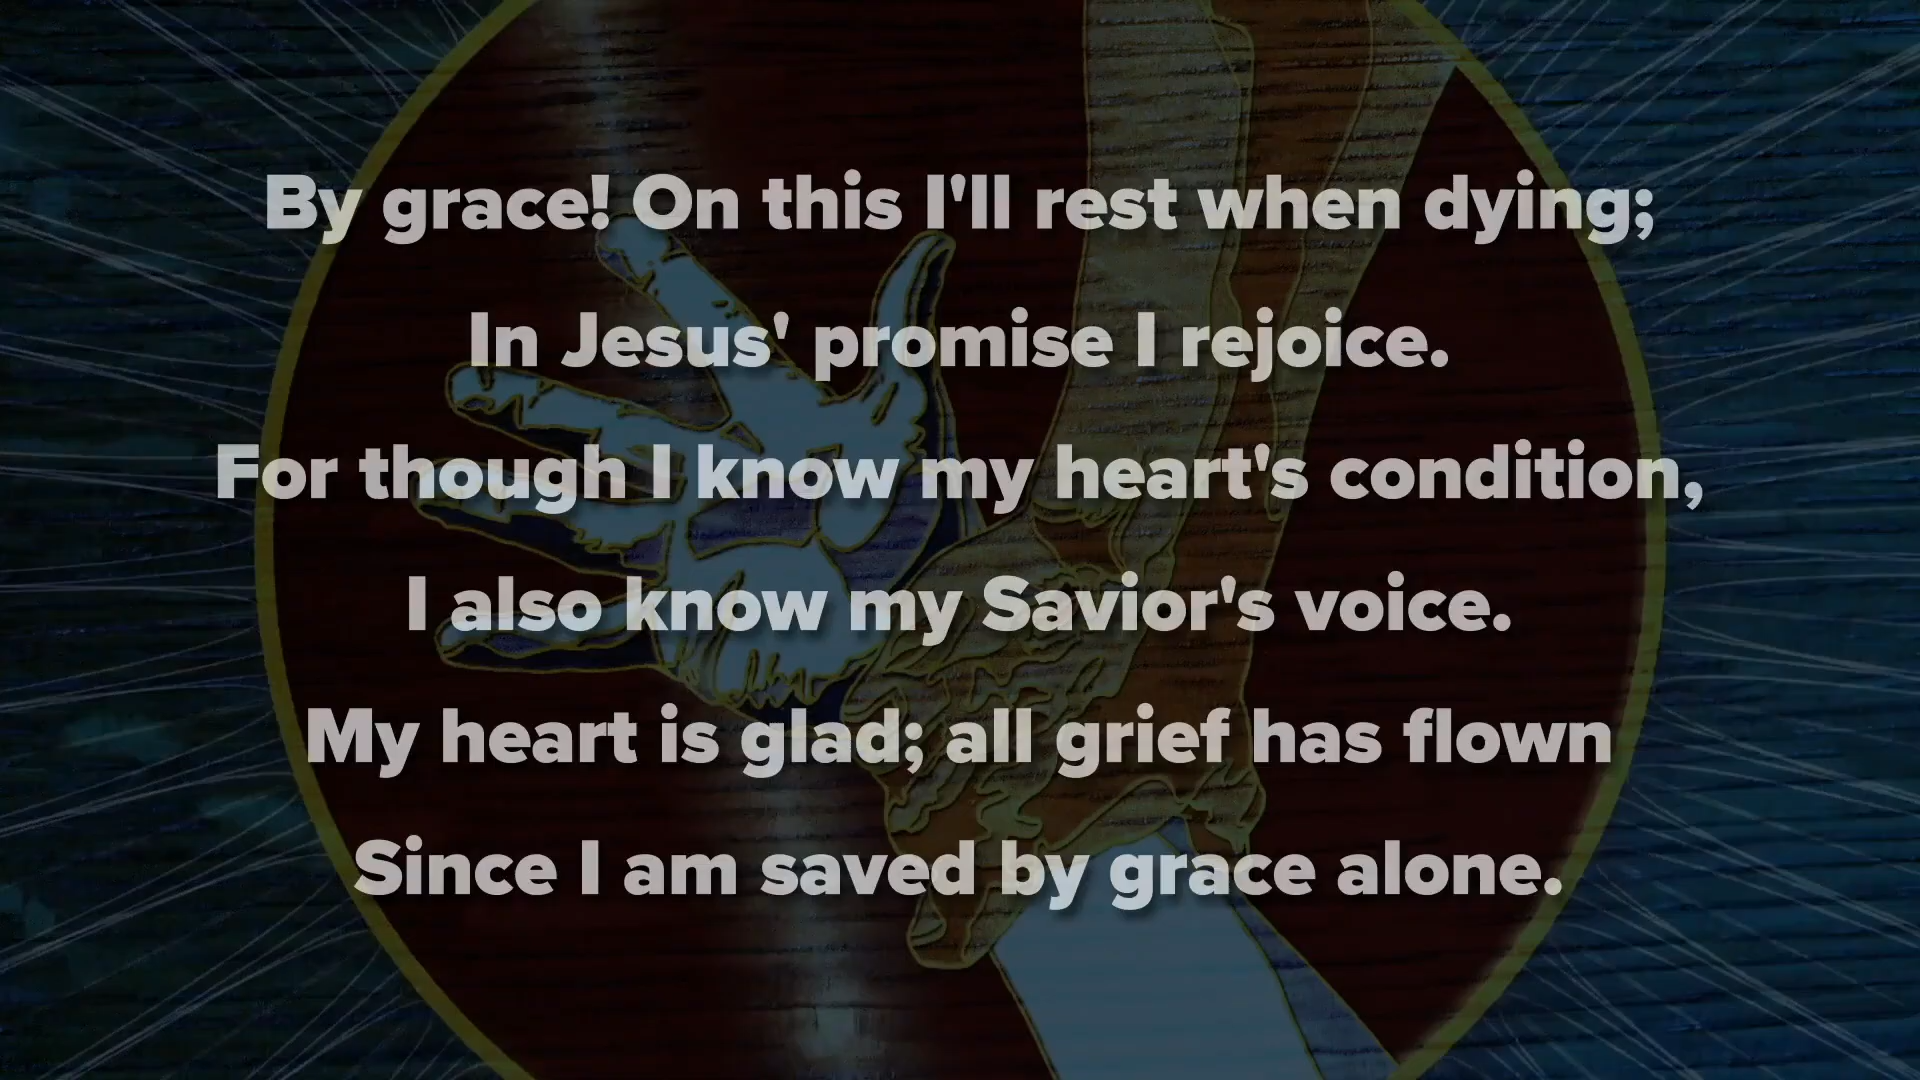 By grace! On this I'll rest when dying;
In Jesus' promise I rejoice.
For though I know my heart's condition,
I also know my Savior's voice.
My heart is glad; all grief has flown
Since I am saved by grace alone.